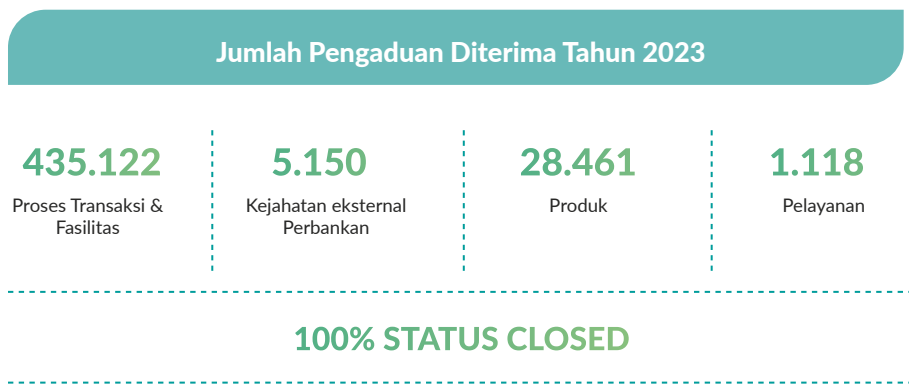 Jumlah Pengaduan Diterima Tahun 2023
435.122
Proses Transaksi &
Fasilitas
5.150
Kejahatan eksternal
Perbankan
28.461
Produk
1.118
Pelayanan
100% STATUS CLOSED